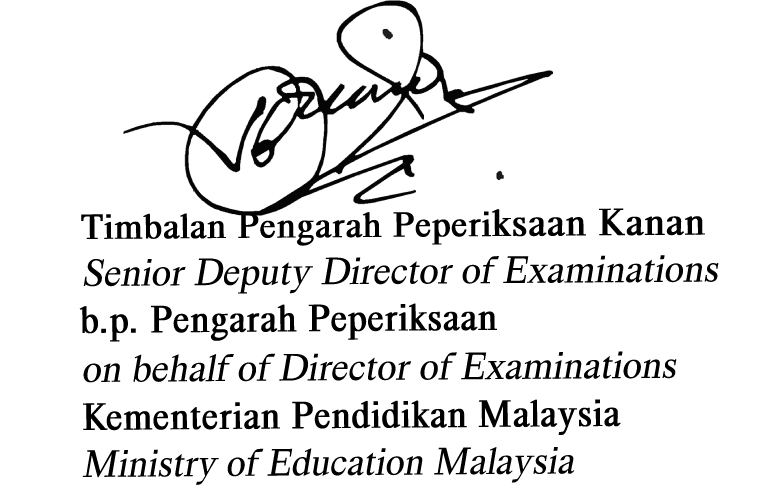 Timbalan Pengarah Peperiksaan Kanan
Senior Deputy Director of Examinations
b.p. Pengarah Peperiksaan
on behalf of Director of Examinations
Kementerian Pendidikan Malaysia
Ministry of Education Malaysia